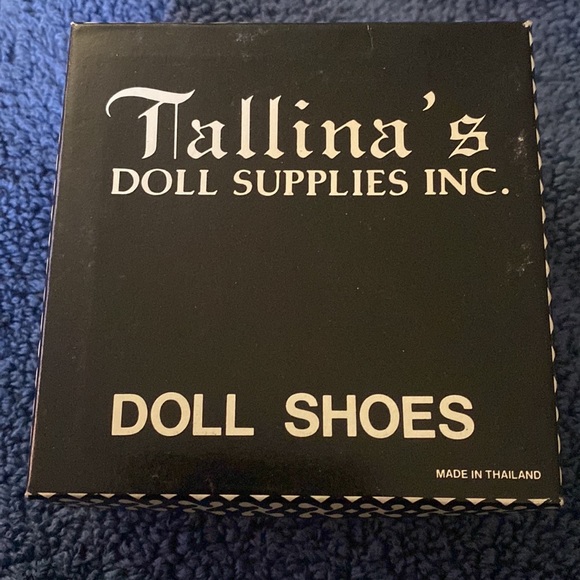 Tallina's
DOLL SUPPLIES INC.
DOLL SHOES
MADE IN THAILAND